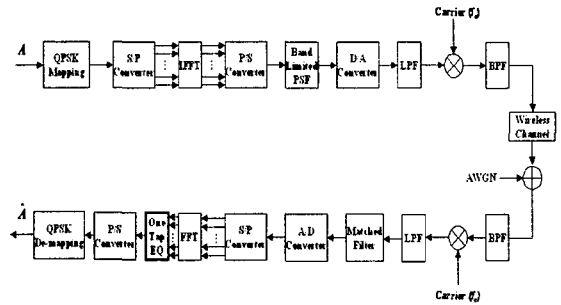 Carrier (fc)
A
QPSK
Mapping
S/P
Converter
IFFT
P/S
Converter
Band
Limited
PSF
D/A
Converter
LPF
BPF
Wireless
Channel
AWGN
Â
QPSK
De-mapping
P/S
Converter
One
Tap
EQ
FFT
S/P
Converter
A/D
Converter
Matched
Filter
LPF
BPF
Carrier (fc)